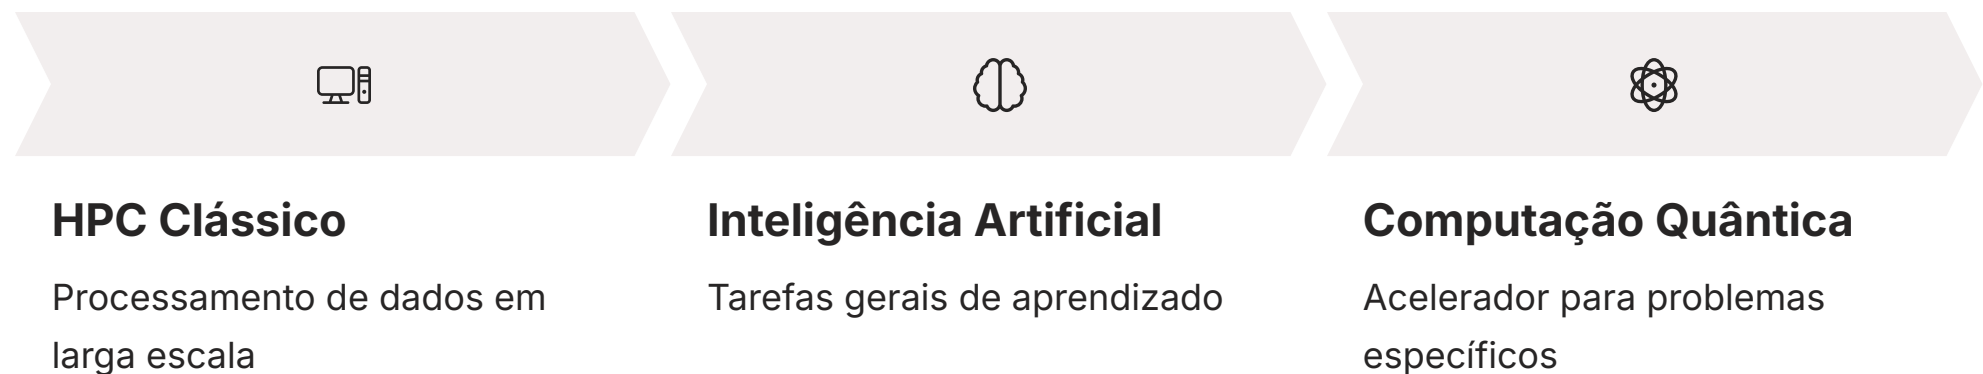 HPC Clássico
Processamento de dados em
larga escala
Inteligência Artificial
Tarefas gerais de aprendizado
Computação Quântica
Acelerador para problemas
específicos